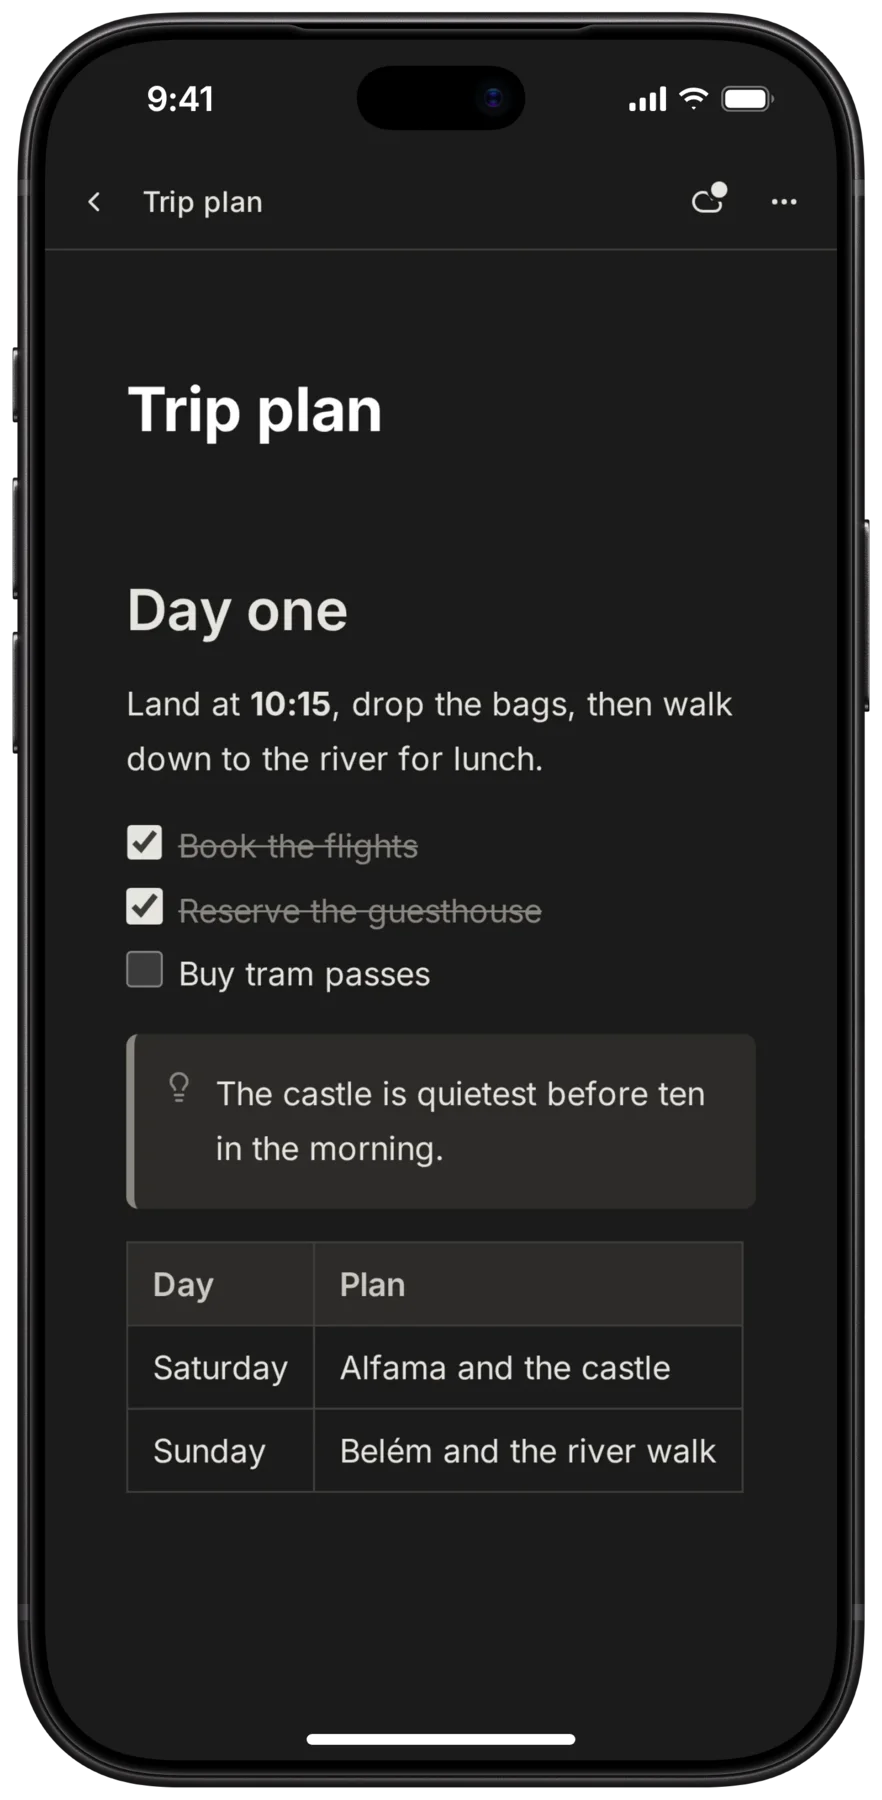 9:41
Trip plan
Trip plan
Day one
Land at 10:15, drop the bags, then walk
down to the river for lunch.
Book the flights
Reserve the guesthouse
Buy tram passes
The castle is quietest before ten
in the morning.
Day Plan
Saturday Alfama and the castle
Sunday Belém and the river walk